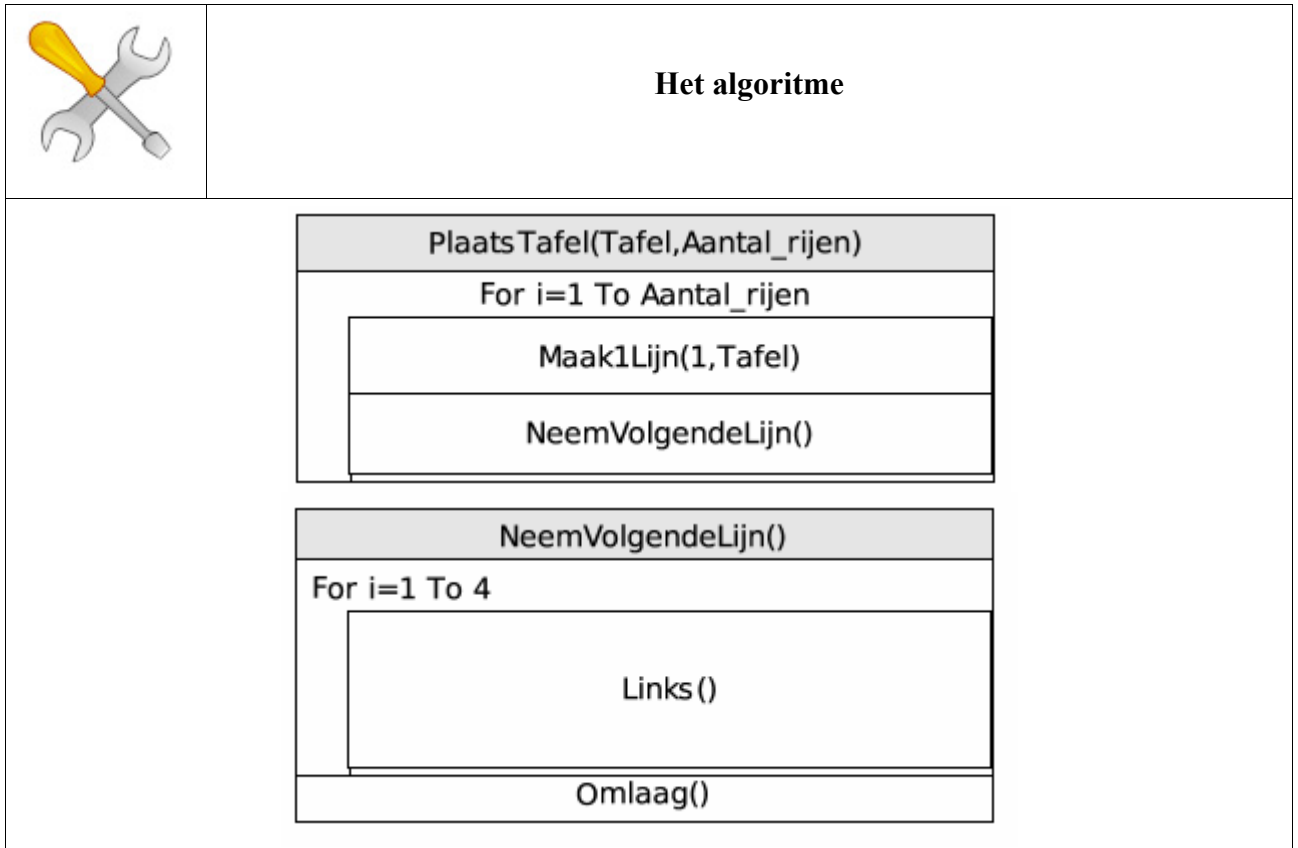 Het algoritme
PlaatsTafel(Tafel,Aantal_rijen)
For i=1 To Aantal_rijen
Maak1Lijn(1,Tafel)
NeemVolgendeLijn()
NeemVolgendeLijn()
For i=1 To 4
Links()
Omlaag()